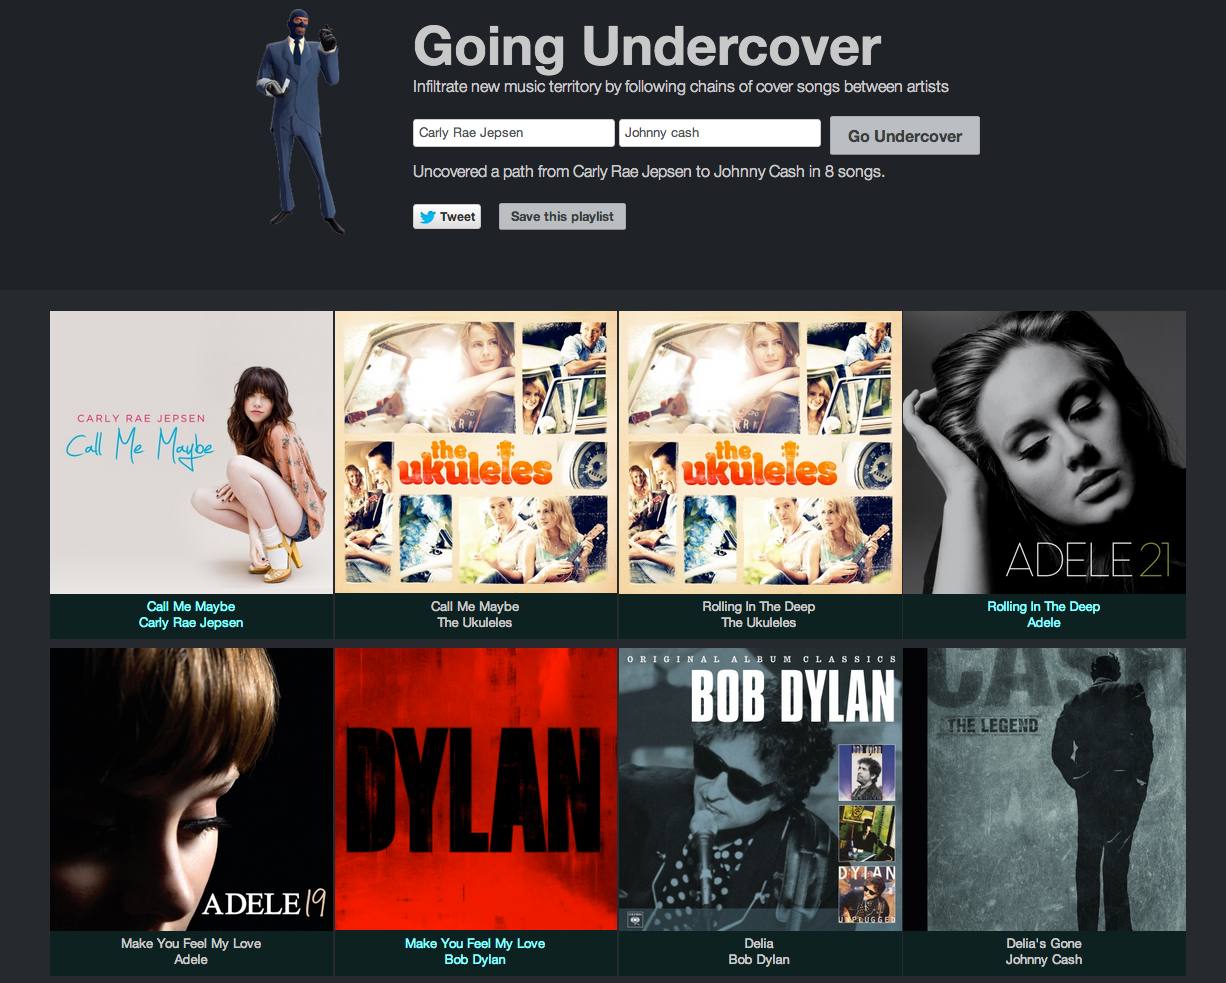 Going Undercover
Infiltrate new music territory by following chains of cover songs between artists
Carly Rae Jepsen
Johnny cash
Go Undercover
Uncovered a path from Carly Rae Jepsen to Johnny Cash in 8 songs.
Tweet
Save this playlist
CARLY RAE JEPSEN
Call Me Maybe
the
ukuleles
the
ukuleles
ADELE 21
Call Me Maybe
Carly Rae Jepsen
Call Me Maybe
The Ukuleles
Rolling In The Deep
The Ukuleles
Rolling In The Deep
Adele
ADELE 19
DYLAN
ORIGINAL ALBUM CLASSICS
BOB DYLAN
bob dylan
DYLAN
UNPLUGGED
CAS
THE LEGEND
Make You Feel My Love
Adele
Make You Feel My Love
Bob Dylan
Delia
Bob Dylan
Delia's Gone
Johnny Cash